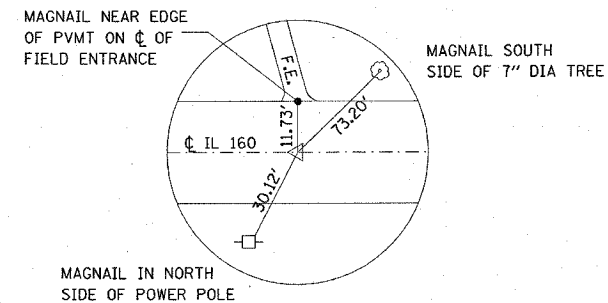 MAGNAIL NEAR EDGE
OF PVMT ON ℄ OF
FIELD ENTRANCE
F.E.
MAGNAIL SOUTH
SIDE OF 7" DIA TREE
11.73'
73.20'
℄ IL 160
30.12'
MAGNAIL IN NORTH
SIDE OF POWER POLE